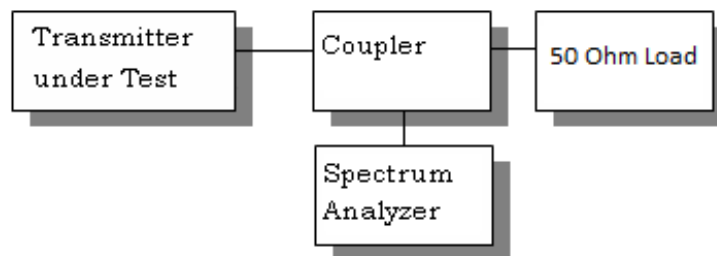 Transmitter
under Test
Coupler
50 Ohm Load
Spectrum
Analyzer